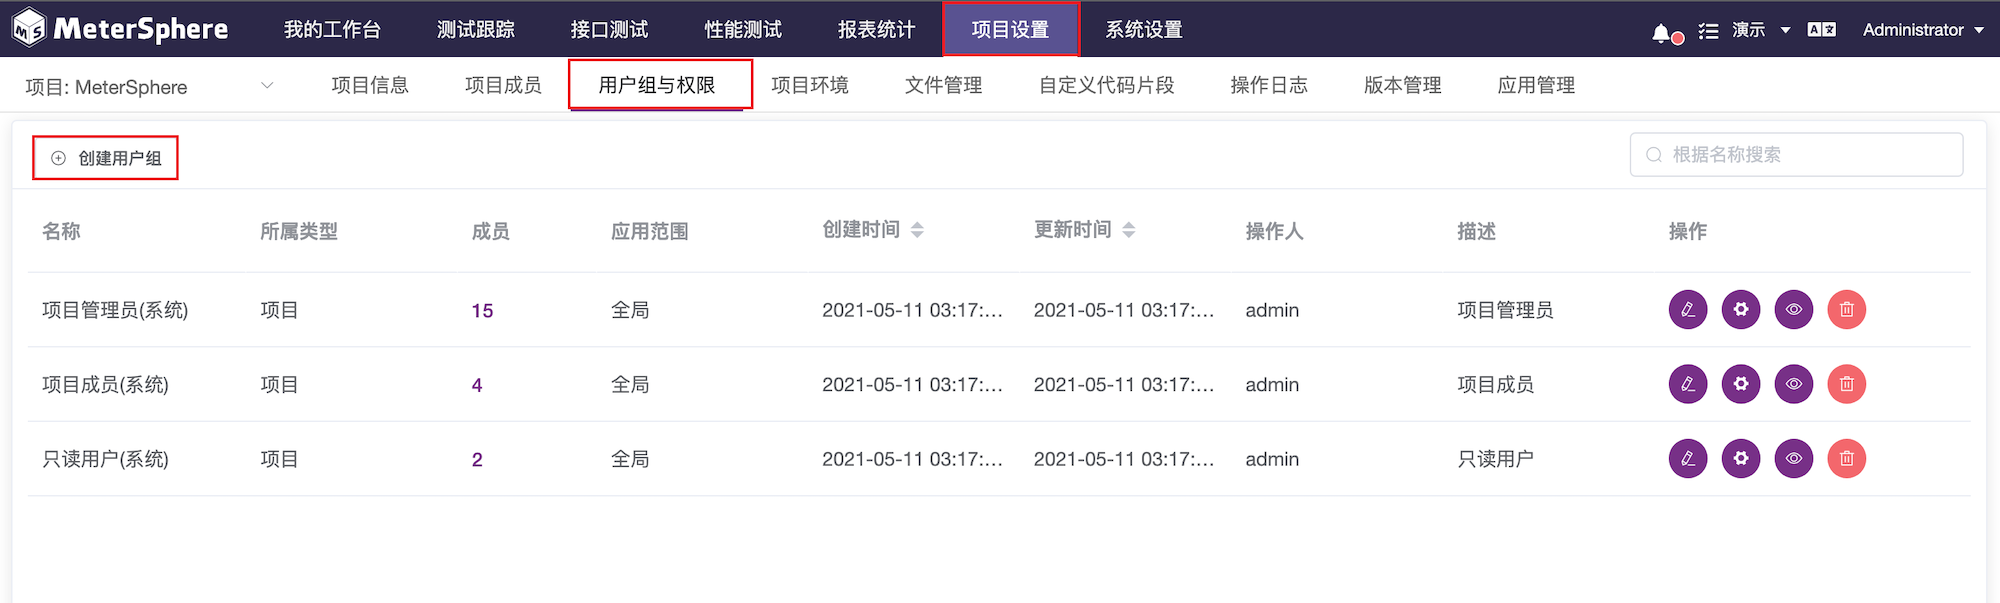 MeterSphere 我的工作台 测试跟踪 接口测试 性能测试 报表统计 项目设置 系统设置 演示 Administrator
项目: MeterSphere 项目信息 项目成员 用户组与权限 项目环境 文件管理 自定义代码片段 操作日志 版本管理 应用管理
创建用户组 根据名称搜索
名称 所属类型 成员 应用范围 创建时间 更新时间 操作人 描述 操作
项目管理员(系统) 项目 15 全局 2021-05-11 03:17:... 2021-05-11 03:17:... admin 项目管理员
项目成员(系统) 项目 4 全局 2021-05-11 03:17:... 2021-05-11 03:17:... admin 项目成员
只读用户(系统) 项目 2 全局 2021-05-11 03:17:... 2021-05-11 03:17:... admin 只读用户